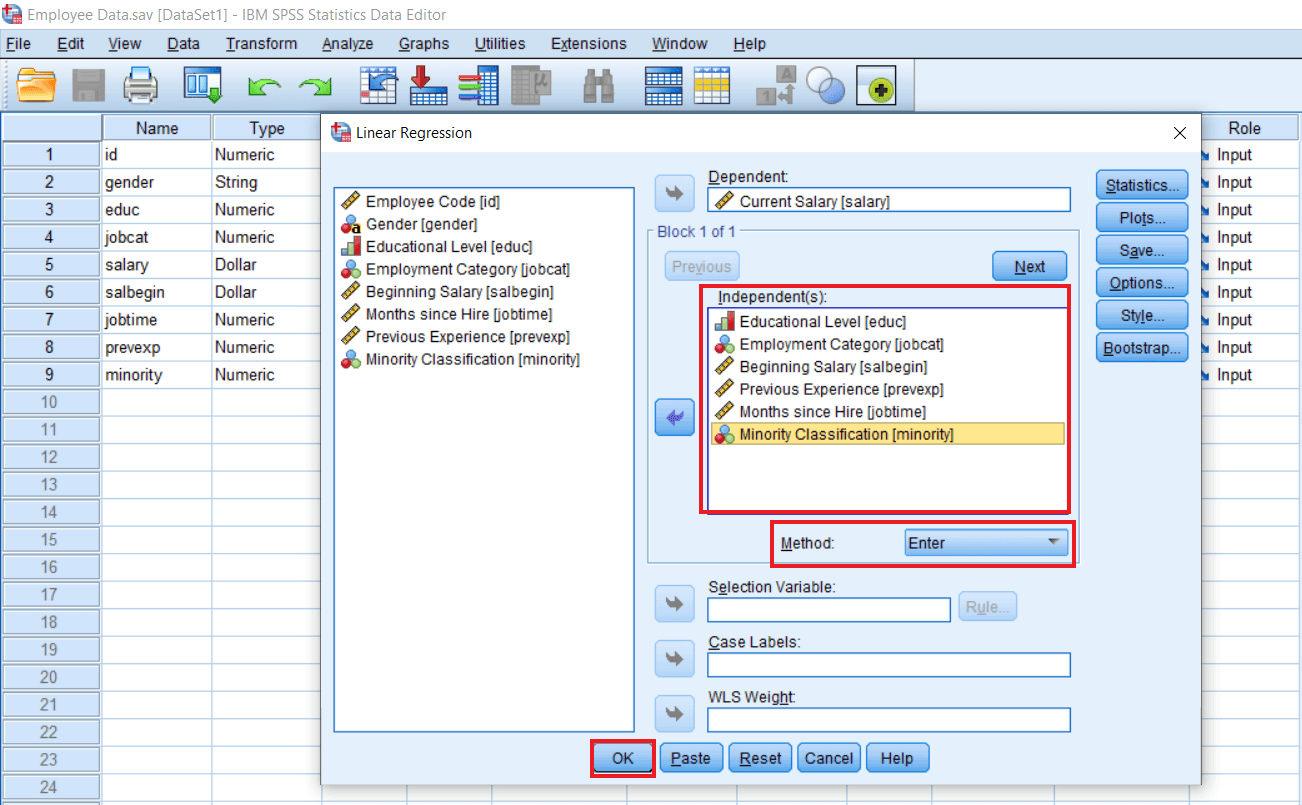 Employee Data.sav [DataSet1] - IBM SPSS Statistics Data Editor
File Edit View Data Transform Analyze Graphs Utilities Extensions Window Help
Name Type Role
1 id Numeric Input
2 gender String Input
3 educ Numeric Input
4 jobcat Numeric Input
5 salary Dollar Input
6 salbegin Dollar Input
7 jobtime Numeric Input
8 prevexp Numeric Input
9 minority Numeric Input
10
11
12
13
14
15
16
17
18
19
20
21
22
23
24
Linear Regression
Employee Code [id]
Gender [gender]
Educational Level [educ]
Employment Category [jobcat]
Beginning Salary [salbegin]
Months since Hire [jobtime]
Previous Experience [prevexp]
Minority Classification [minority]
Dependent:
Current Salary [salary]
Block 1 of 1
Previous Next
Independent(s):
Educational Level [educ]
Employment Category [jobcat]
Beginning Salary [salbegin]
Previous Experience [prevexp]
Months since Hire [jobtime]
Minority Classification [minority]
Method: Enter
Selection Variable:
Rule...
Case Labels:
WLS Weight:
Statistics...
Plots...
Save...
Options...
Style...
Bootstrap...
OK Paste Reset Cancel Help